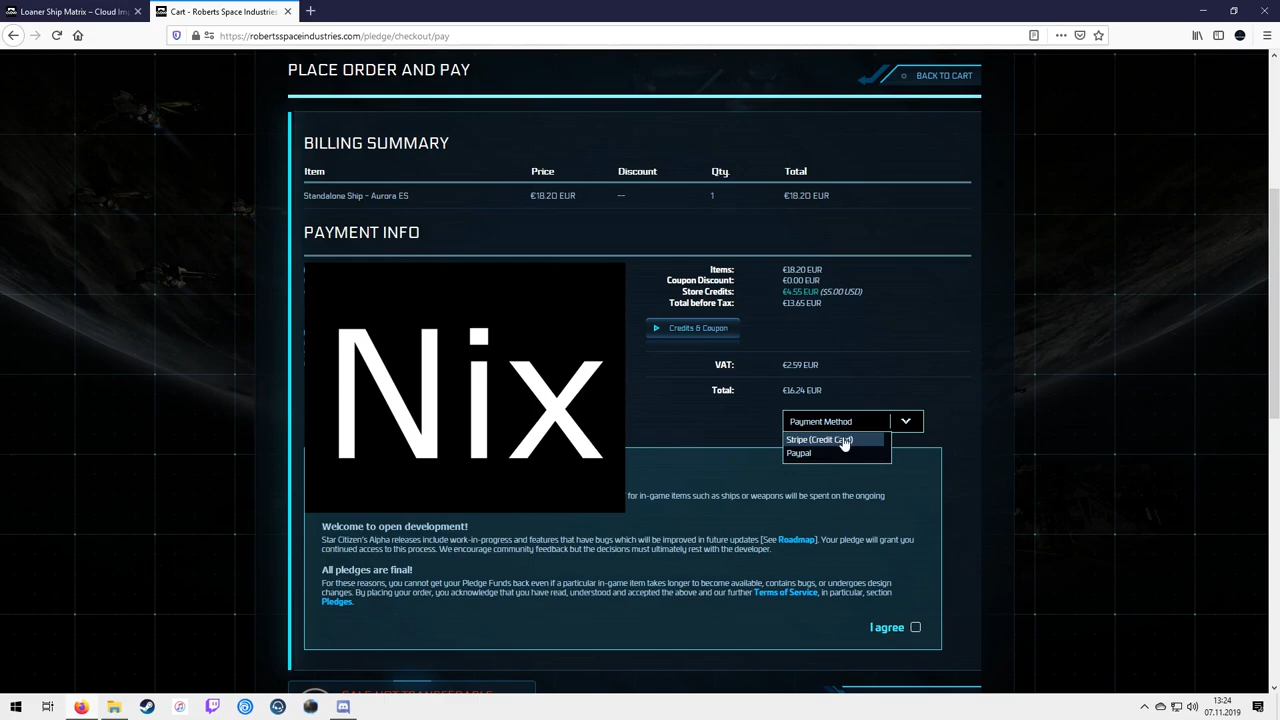 Loaner Ship Matrix – Cloud Im
Cart - Roberts Space Industries
https://robertsspaceindustries.com/pledge/checkout/pay
PLACE ORDER AND PAY
BACK TO CART
BILLING SUMMARY
Item Price Discount Qty. Total
Standalone Ship - Aurora ES €18.20 EUR -- 1 €18.20 EUR
PAYMENT INFO
Nix
Items: €18.20 EUR
Coupon Discount: €0.00 EUR
Store Credits: €4.55 EUR ($5.00 USD)
Total before Tax: €13.65 EUR
Credits & Coupon
VAT: €2.59 EUR
Total: €16.24 EUR
Payment Method
Stripe (Credit Card)
Paypal
for in-game items such as ships or weapons will be spent on the ongoing
Welcome to open development!
Star Citizen's Alpha releases include work-in-progress and features that have bugs which will be improved in future updates [See Roadmap]. Your pledge will grant you
continued access to this process. We encourage community feedback but the decisions must ultimately rest with the developer.
All pledges are final!
For these reasons, you cannot get your Pledge Funds back even if a particular in-game item takes longer to become available, contains bugs, or undergoes design
changes. By placing your order, you acknowledge that you have read, understood and accepted the above and our further Terms of Service, in particular, section
Pledges.
I agree
13:24
07.11.2019